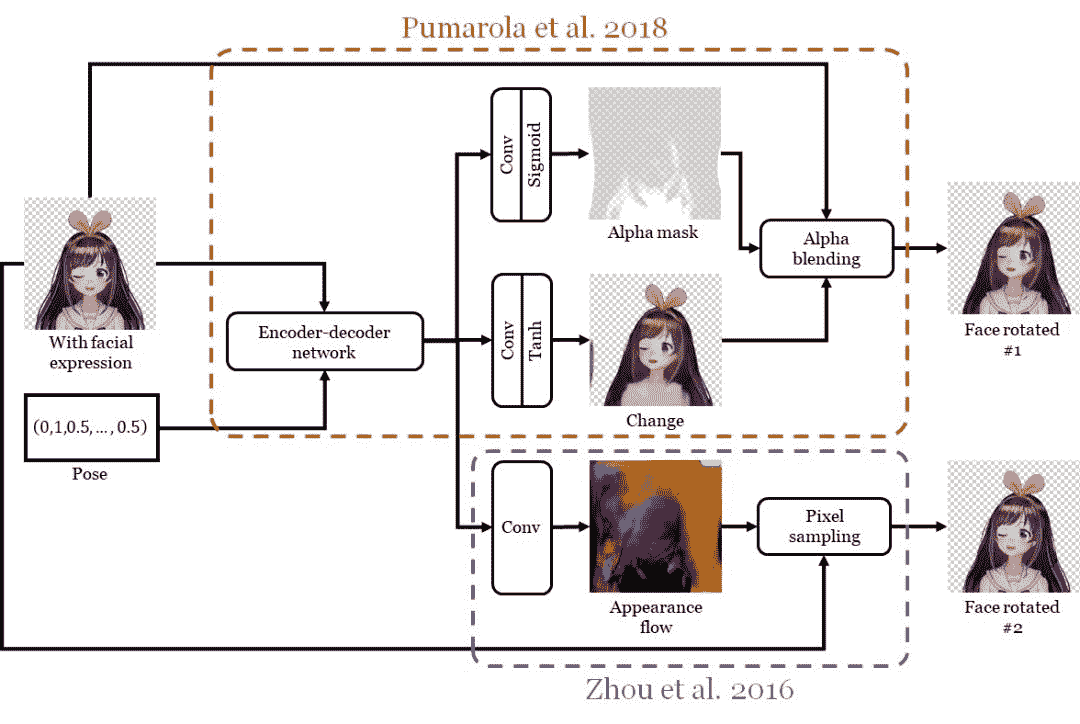 Pumarola et al. 2018
Conv
Sigmoid
Alpha mask
Alpha
blending
With facial
expression
Encoder-decoder
network
Conv
Tanh
Change
Face rotated
#1
(0,1,0.5, ... , 0.5)
Pose
Conv
Appearance
flow
Pixel
sampling
Face rotated
#2
Zhou et al. 2016